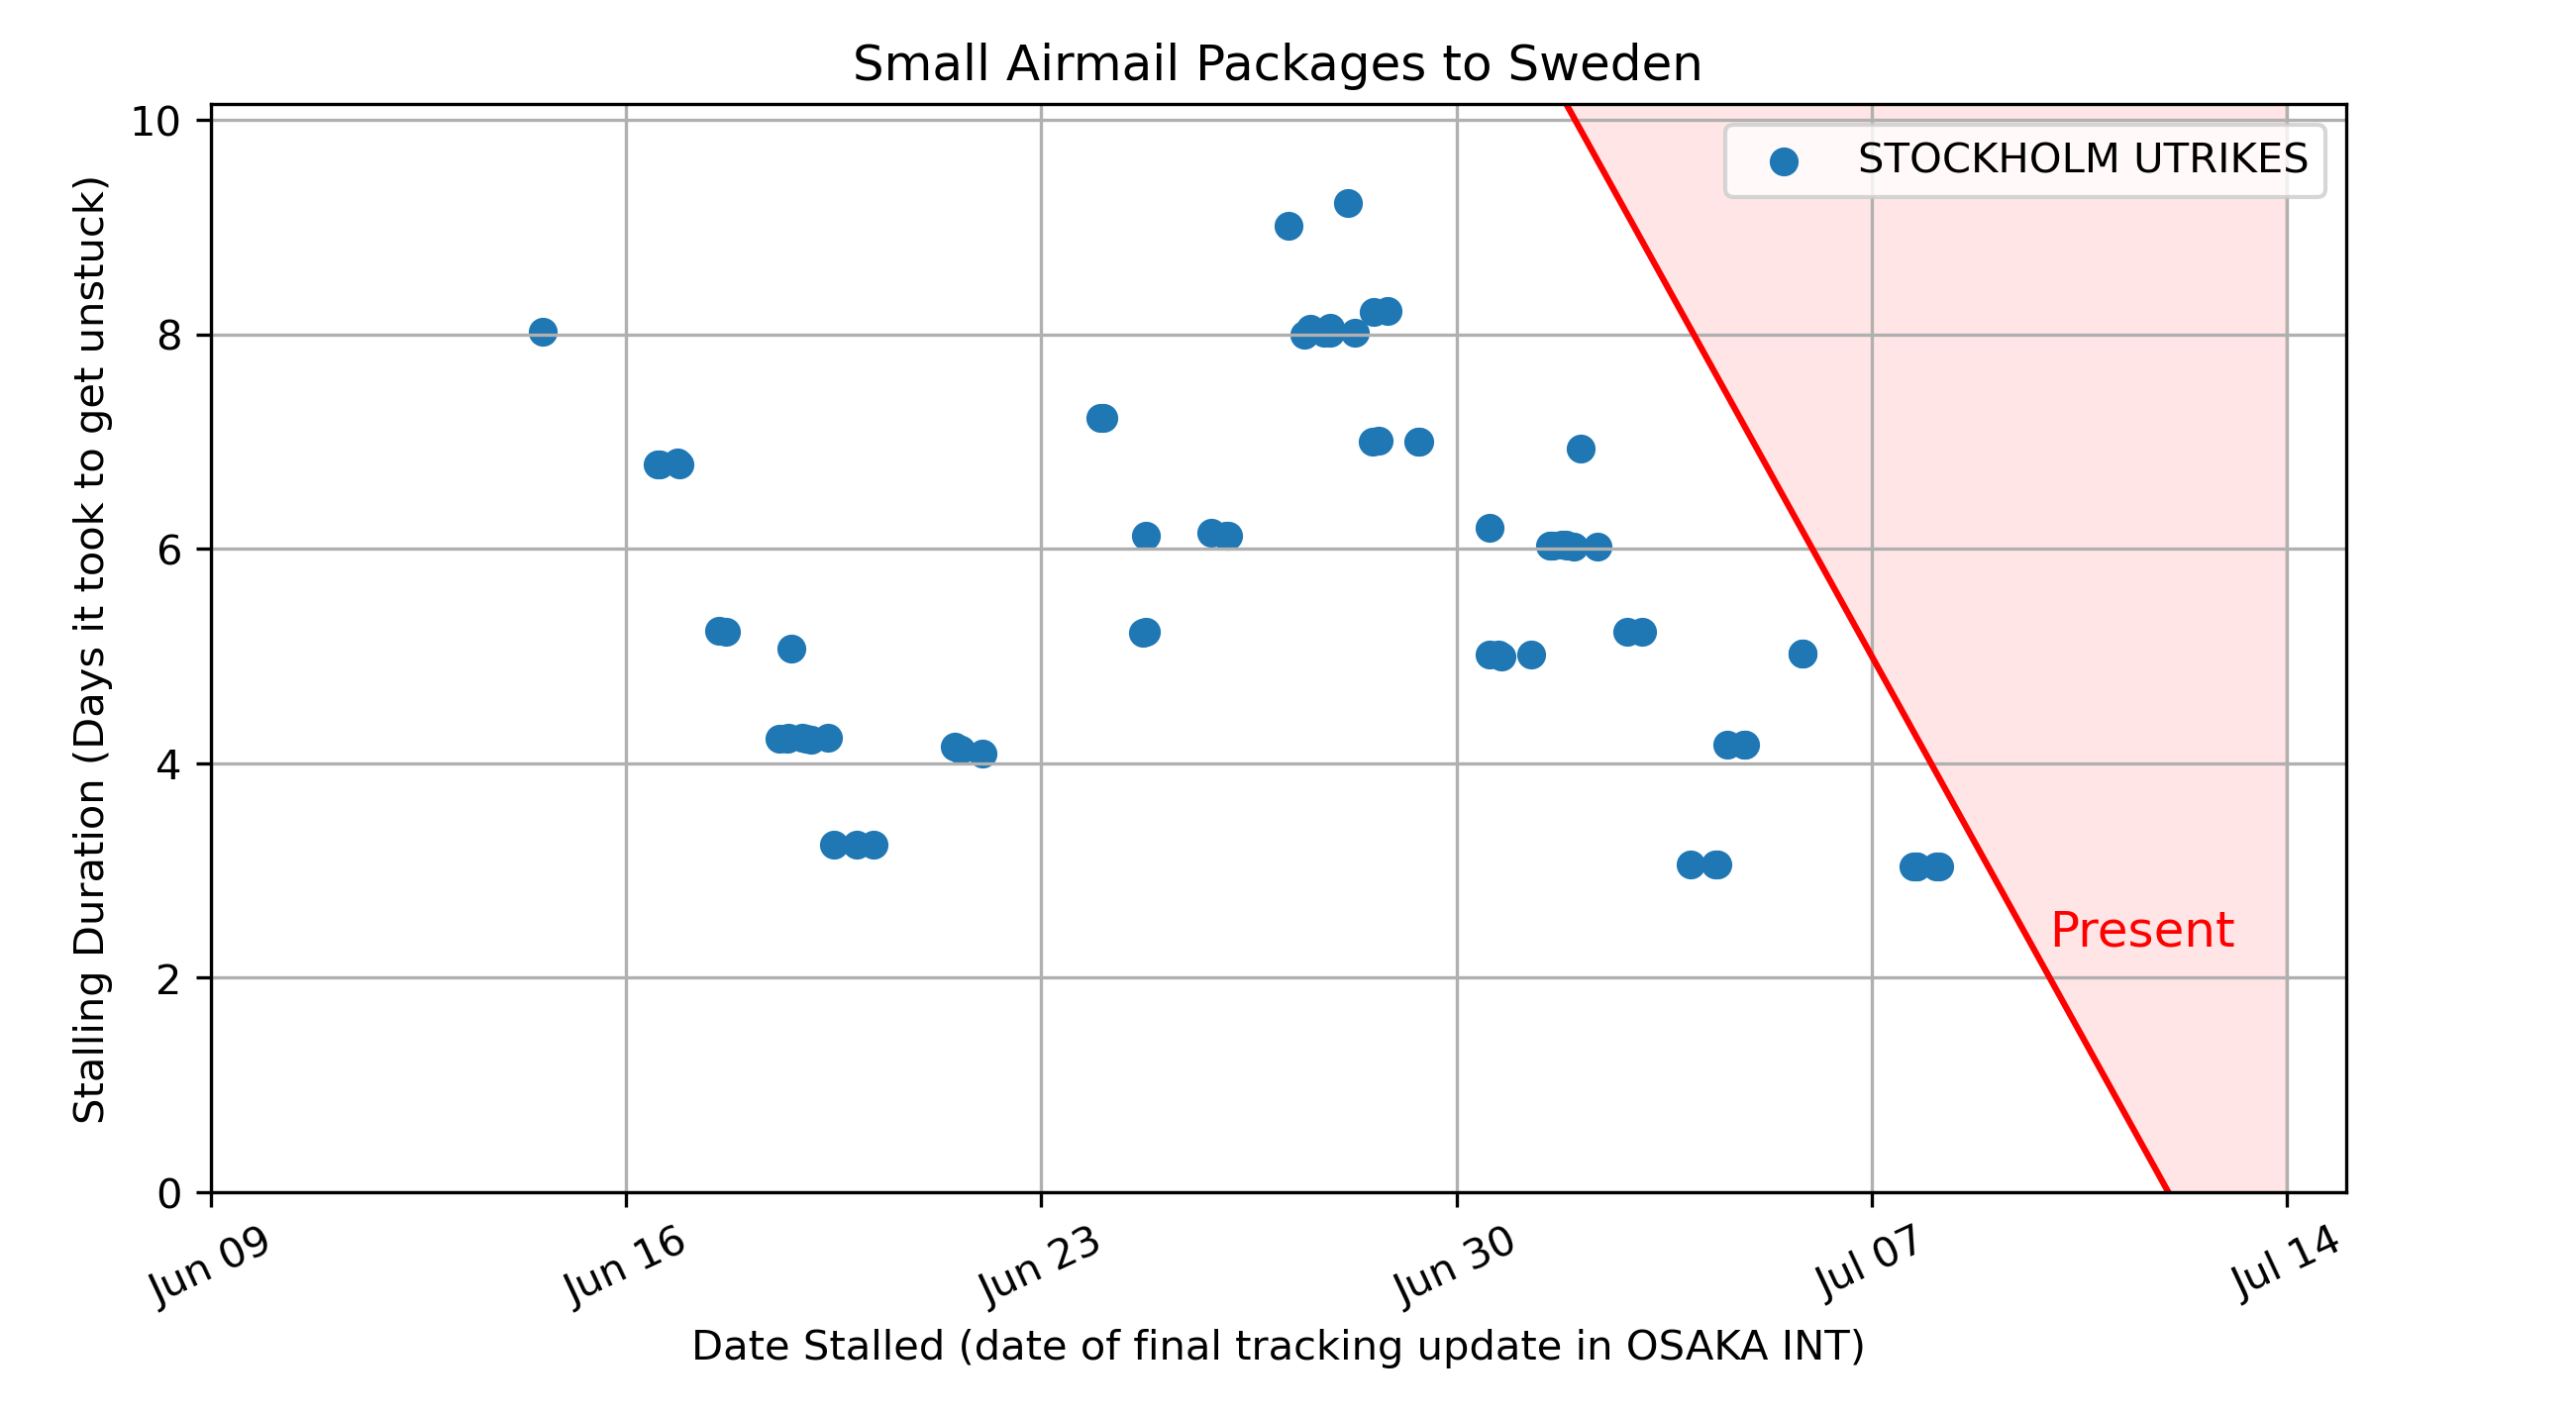 Small Airmail Packages to Sweden
STOCKHOLM UTRIKES
Stalling Duration (Days it took to get unstuck)
10
8
6
4
2
0
Present
Jun 09
Jun 16
Jun 23
Jun 30
Jul 07
Jul 14
Date Stalled (date of final tracking update in OSAKA INT)